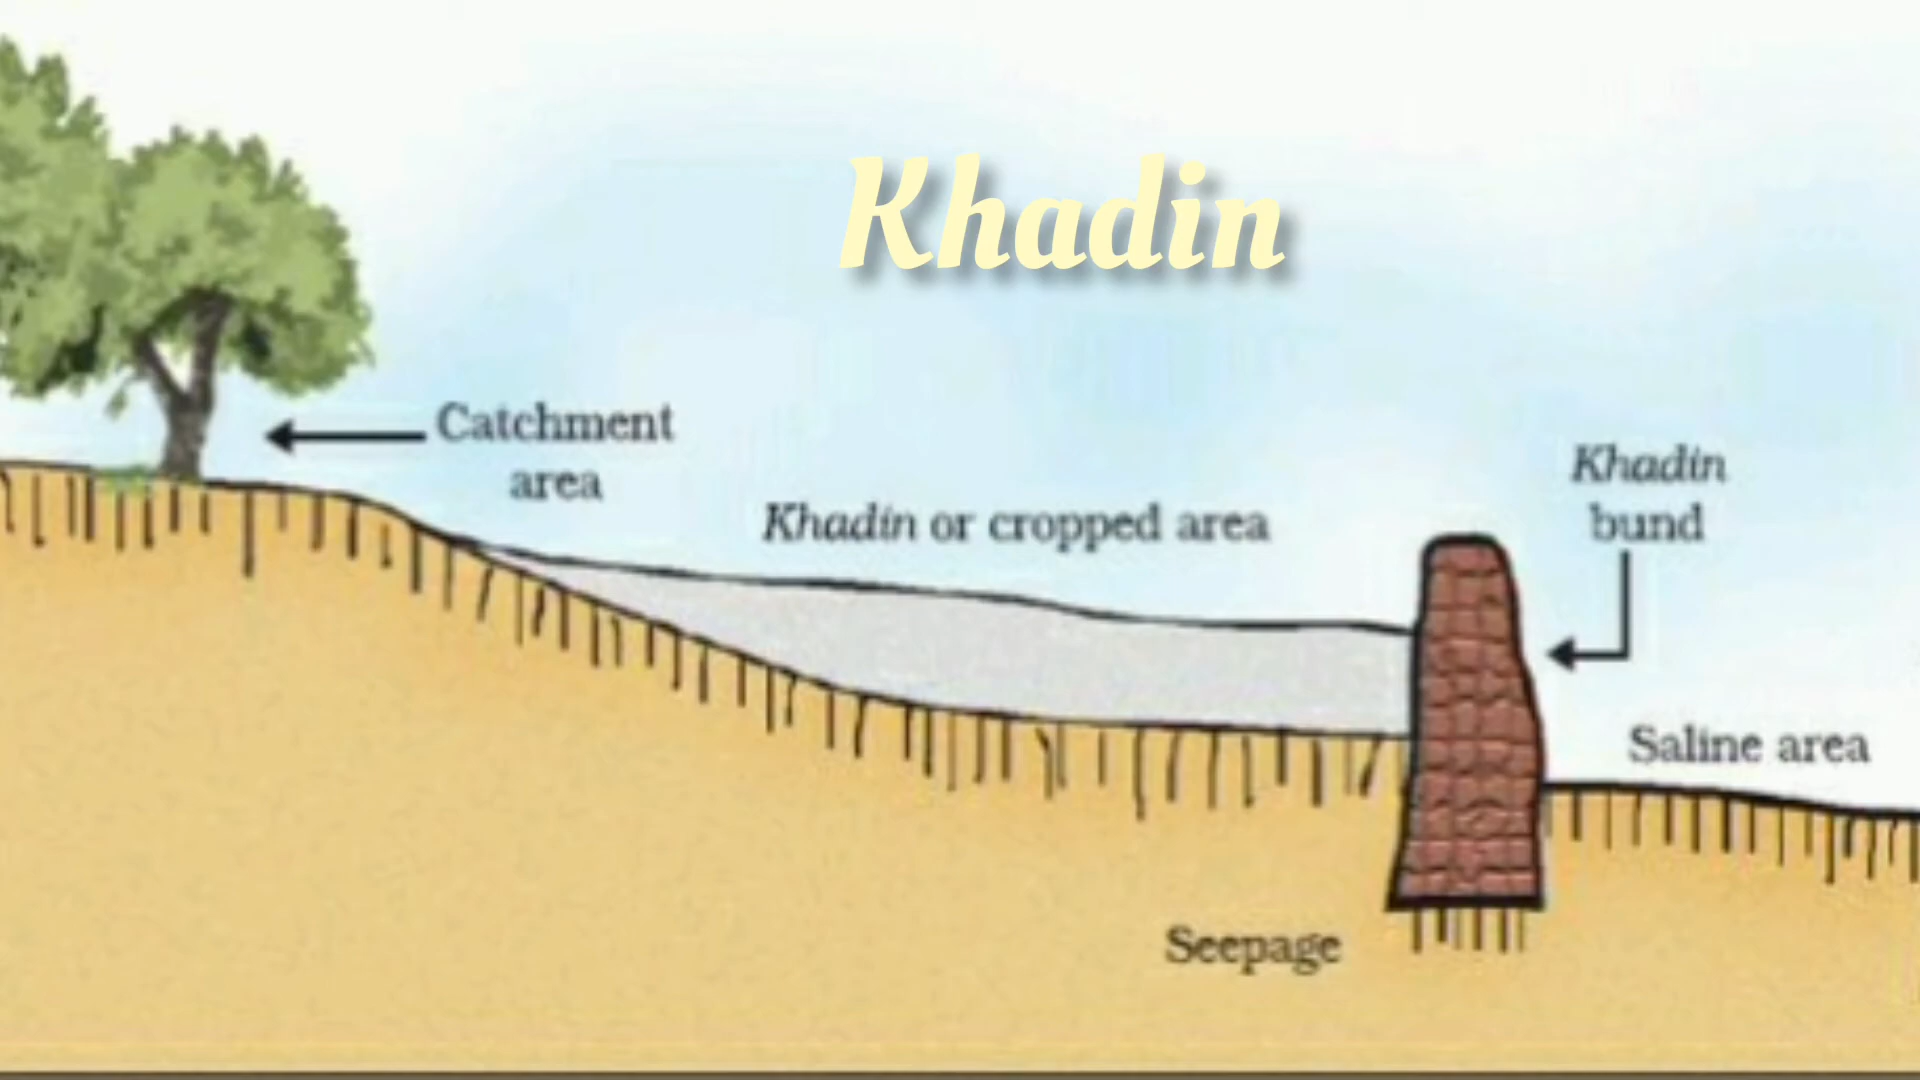 Khadin
Catchment
area
Khadin or cropped area
Khadin
bund
Saline area
Seepage